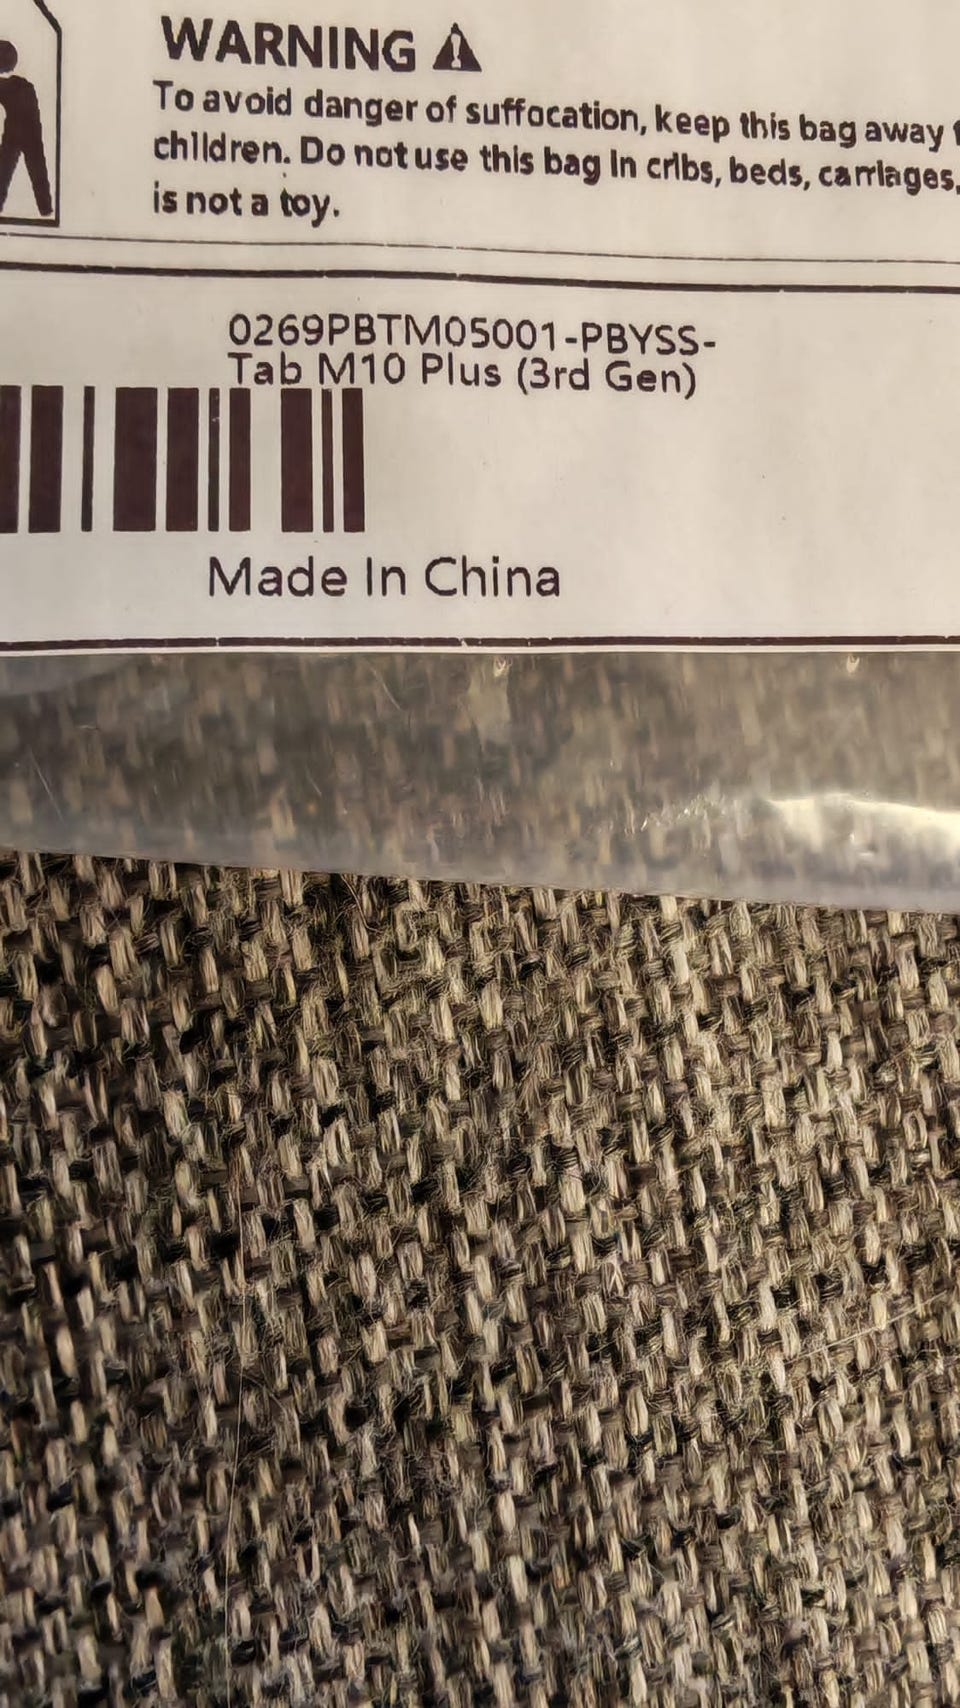 WARNING
To avoid danger of suffocation, keep this bag away
children. Do not use this bag in cribs, beds, carriages,
is not a toy.
0269PBTM05001-PBYSS-
Tab M10 Plus (3rd Gen)
Made In China